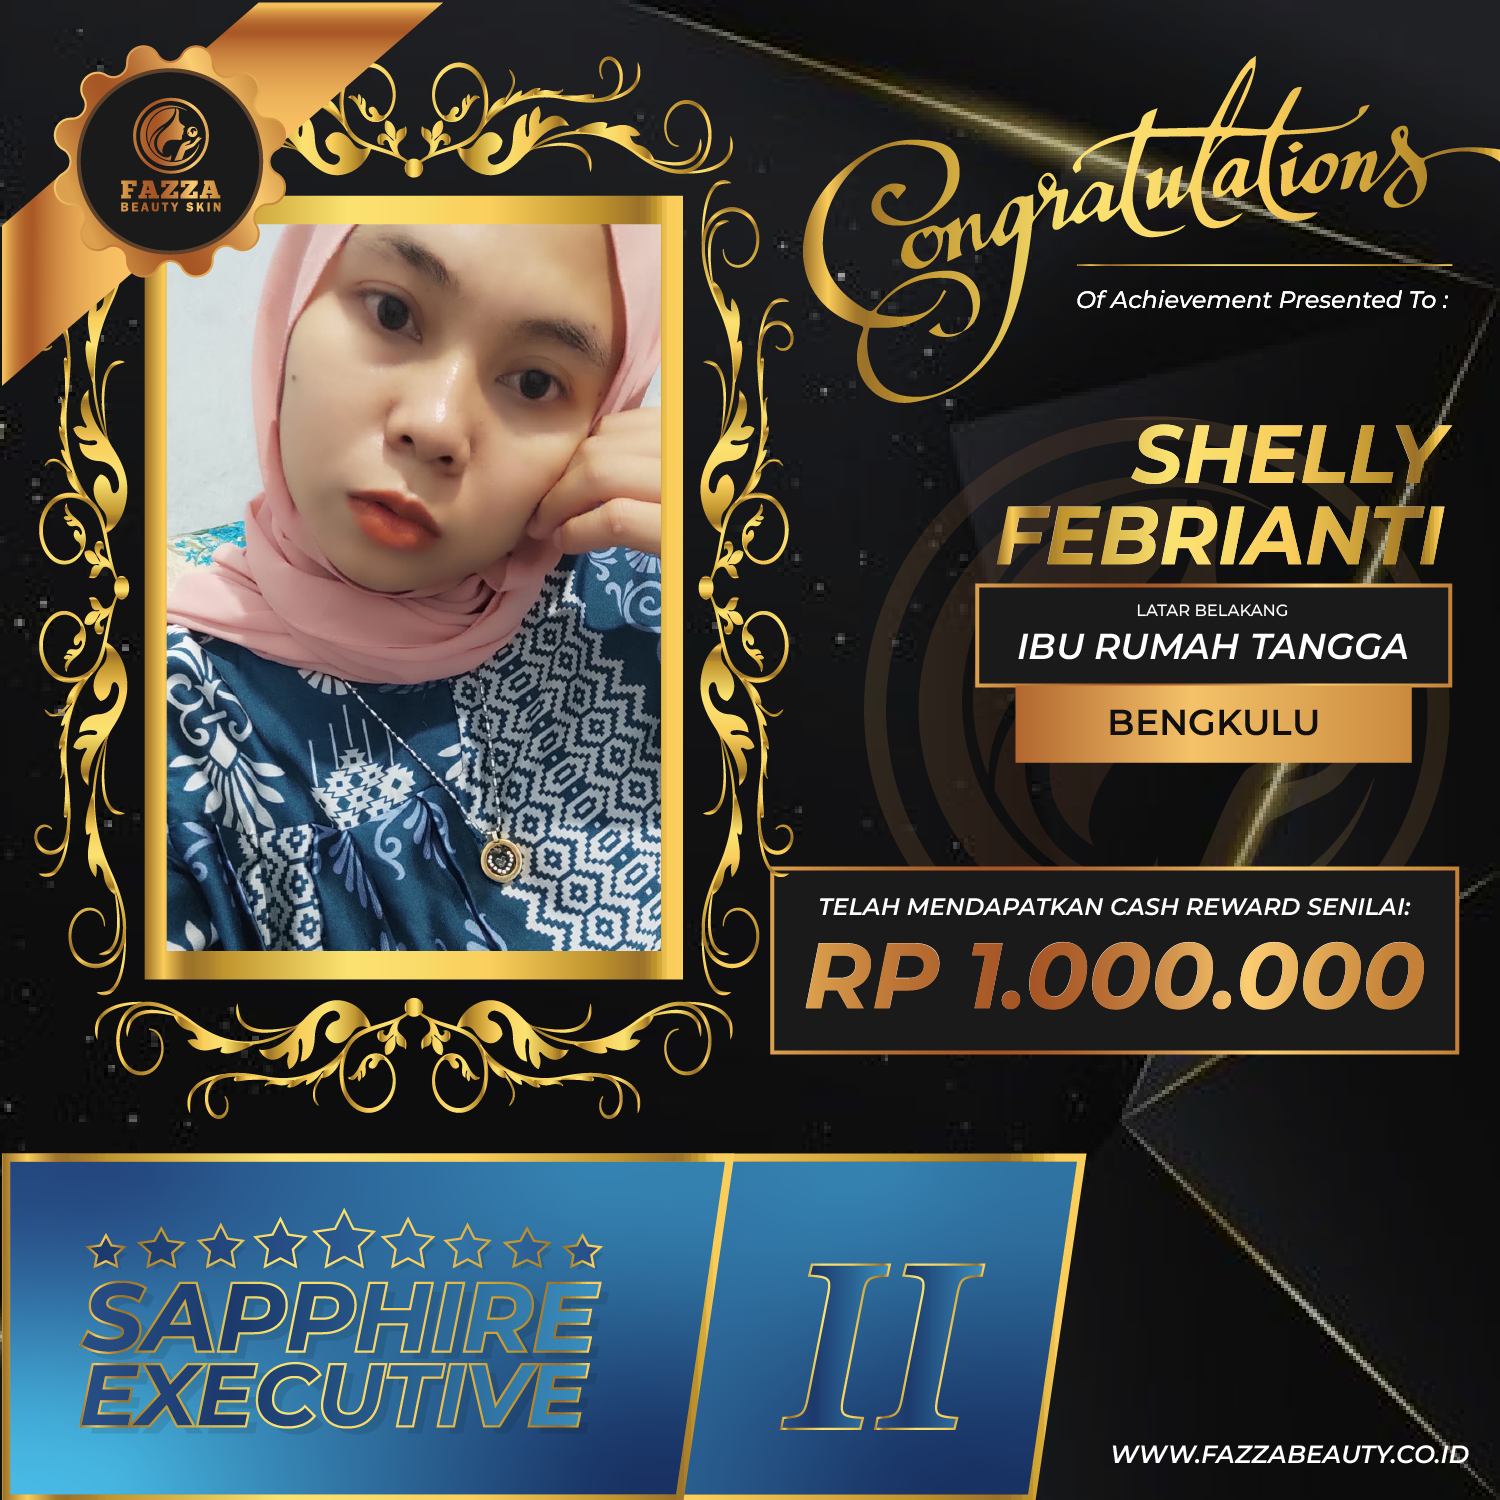 FAZZA
BEAUTY SKIN
Congratulations
Of Achievement Presented To :
SHELLY
FEBRIANTI
LATAR BELAKANG
IBU RUMAH TANGGA
BENGKULU
TELAH MENDAPATKAN CASH REWARD SENILAI:
RP 1.000.000
SAPPHIRE
EXECUTIVE
II
WWW.FAZZABEAUTY.CO.ID